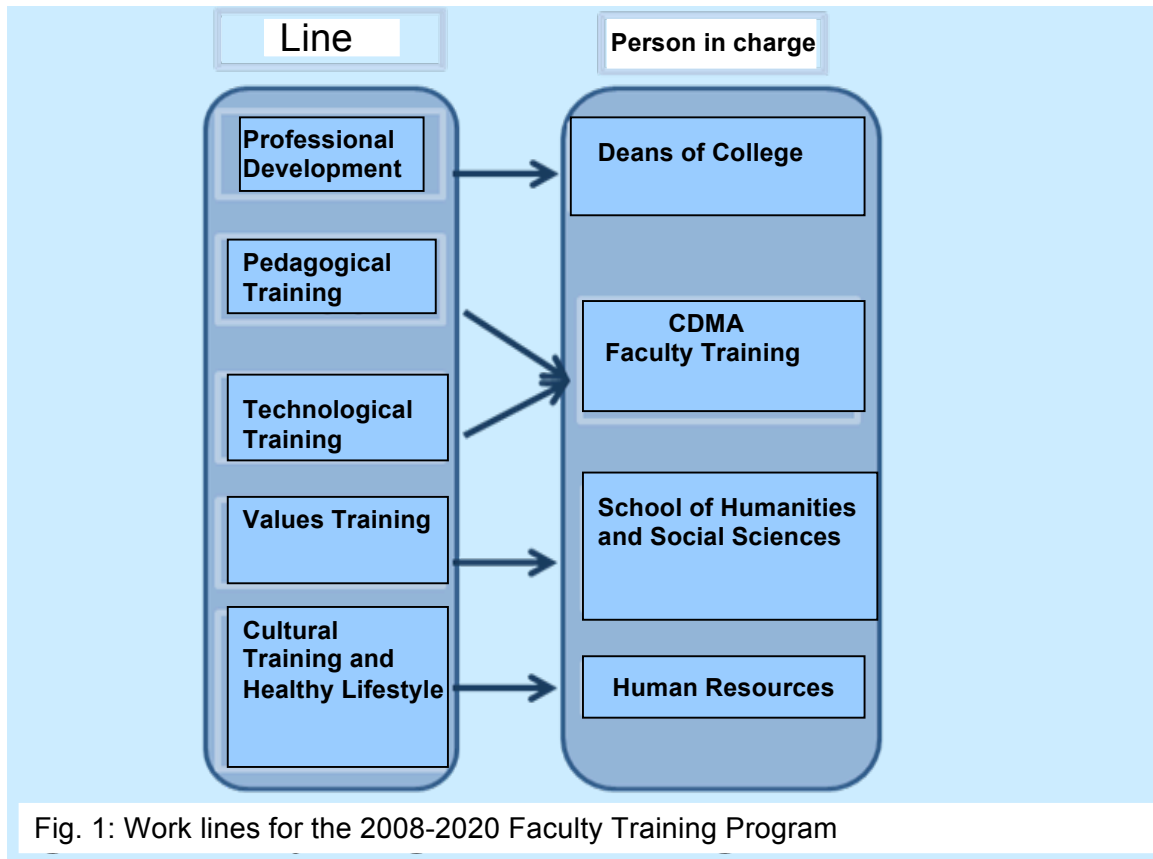 Line
Person in charge
Professional
Development
Deans of College
Pedagogical
Training
CDMA
Faculty Training
Technological
Training
Values Training
School of Humanities
and Social Sciences
Cultural
Training and
Healthy Lifestyle
Human Resources
Fig. 1: Work lines for the 2008-2020 Faculty Training Program